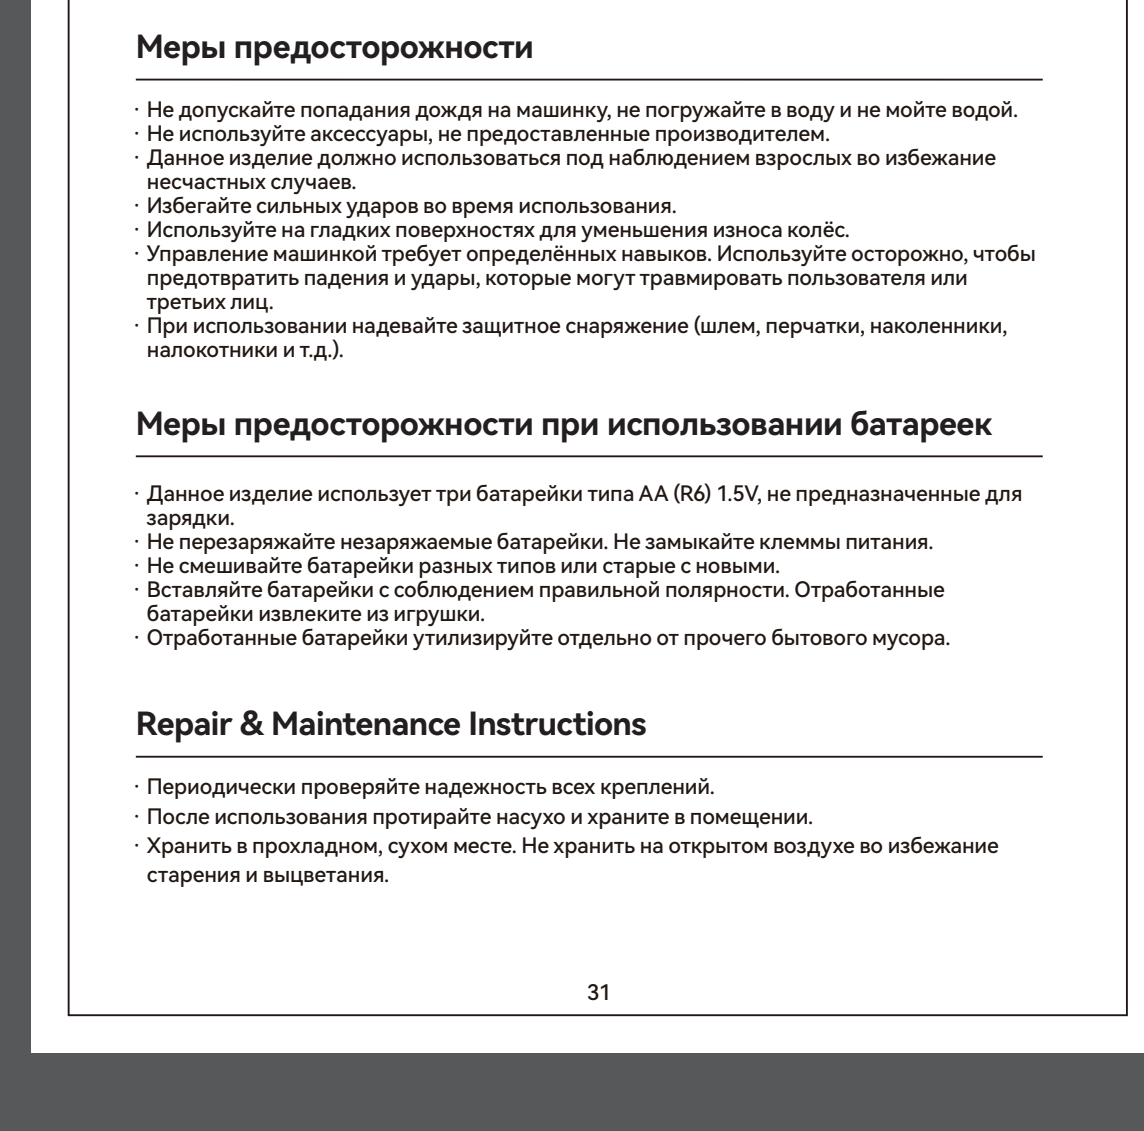 Меры предосторожности
· Не допускайте попадания дождя на машинку, не погружайте в воду и не мойте водой.
· Не используйте аксессуары, не предоставленные производителем.
· Данное изделие должно использоваться под наблюдением взрослых во избежание
несчастных случаев.
· Избегайте сильных ударов во время использования.
· Используйте на гладких поверхностях для уменьшения износа колёс.
· Управление машинкой требует определённых навыков. Используйте осторожно, чтобы
предотвратить падения и удары, которые могут травмировать пользователя или
третьих лиц.
· При использовании надевайте защитное снаряжение (шлем, перчатки, наколенники,
налокотники и т.д.).
Меры предосторожности при использовании батареек
· Данное изделие использует три батарейки типа AA (R6) 1.5V, не предназначенные для
зарядки.
· Не перезаряжайте незаряжаемые батарейки. Не замыкайте клеммы питания.
· Не смешивайте батарейки разных типов или старые с новыми.
· Вставляйте батарейки с соблюдением правильной полярности. Отработанные
батарейки извлеките из игрушки.
· Отработанные батарейки утилизируйте отдельно от прочего бытового мусора.
Repair & Maintenance Instructions
· Периодически проверяйте надежность всех креплений.
· После использования протирайте насухо и храните в помещении.
· Хранить в прохладном, сухом месте. Не хранить на открытом воздухе во избежание
старения и выцветания.
31